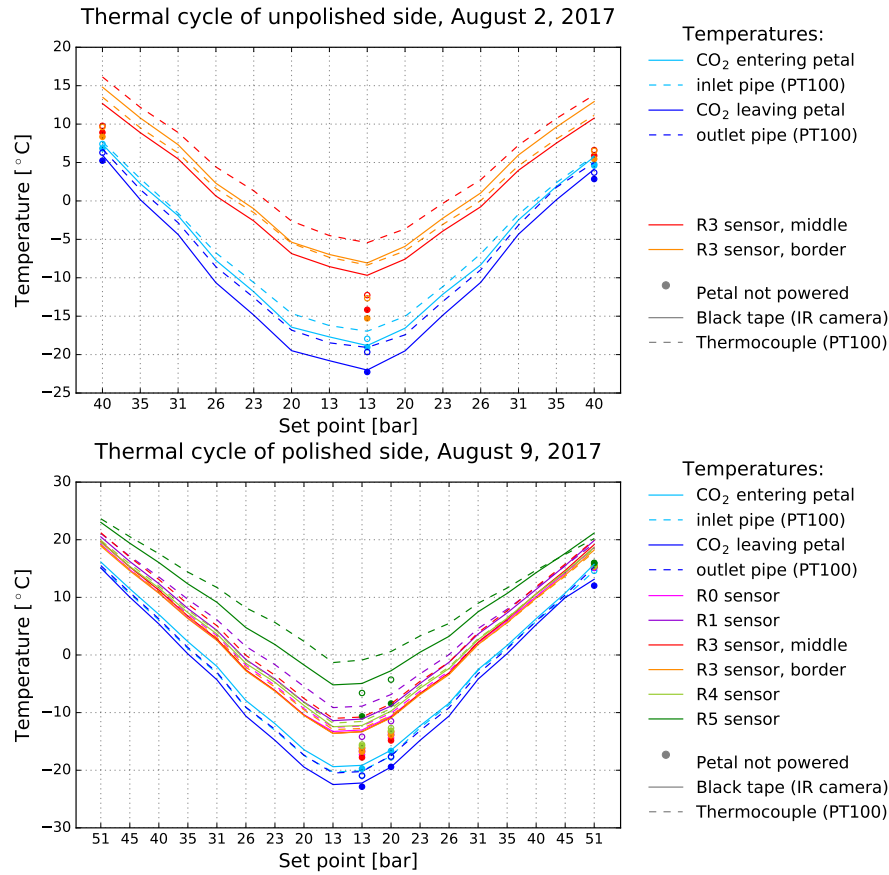 Thermal cycle of unpolished side, August 2, 2017
20
15
10
5
0
−5
−10
−15
−20
−25
Temperature [°C]
40 35 31 26 23 20 13 13 20 23 26 31 35 40
Set point [bar]
Temperatures:
CO₂ entering petal
inlet pipe (PT100)
CO₂ leaving petal
outlet pipe (PT100)
R3 sensor, middle
R3 sensor, border
Petal not powered
Black tape (IR camera)
Thermocouple (PT100)
Thermal cycle of polished side, August 9, 2017
30
20
10
0
−10
−20
−30
Temperature [°C]
51 45 40 35 31 26 23 20 13 13 20 23 26 31 35 40 45 51
Set point [bar]
Temperatures:
CO₂ entering petal
inlet pipe (PT100)
CO₂ leaving petal
outlet pipe (PT100)
R0 sensor
R1 sensor
R3 sensor, middle
R3 sensor, border
R4 sensor
R5 sensor
Petal not powered
Black tape (IR camera)
Thermocouple (PT100)